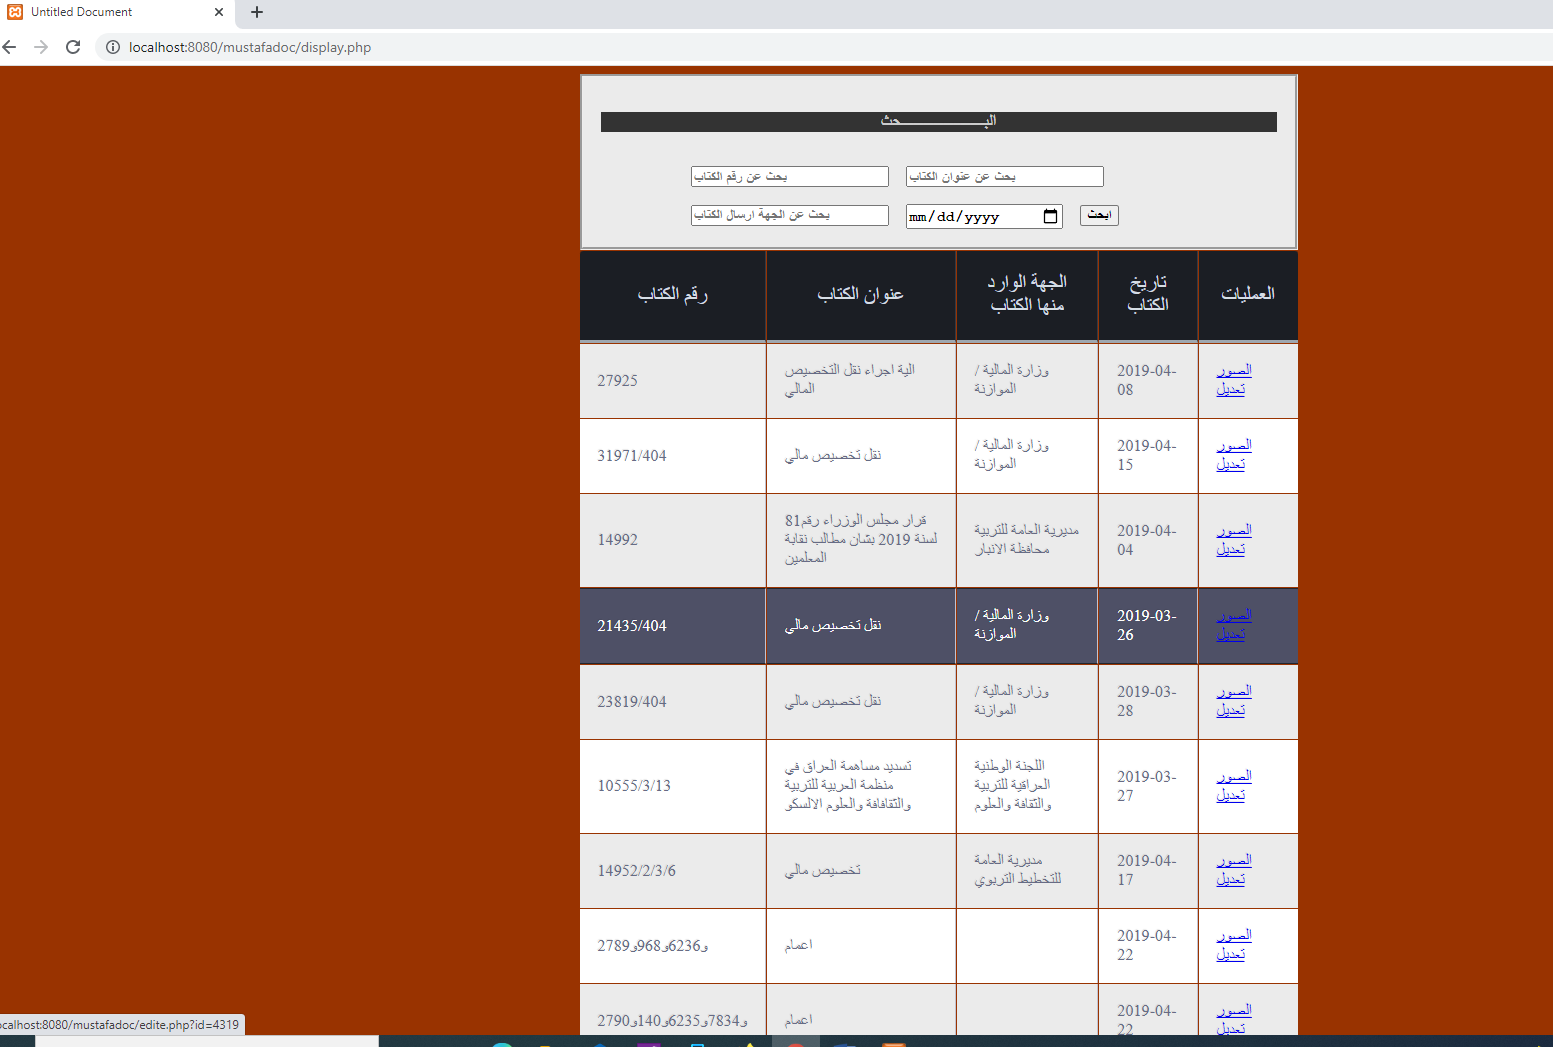 Untitled Document
localhost:8080/mustafadoc/display.php
البـــــــــــــــحث
بحث عن رقم الكتاب
بحث عن عنوان الكتاب
بحث عن الجهة ارسال الكتاب
mm/dd/yyyy
ابحث
رقم الكتاب
عنوان الكتاب
الجهة الوارد
منها الكتاب
تاريخ
الكتاب
العمليات
27925
الية اجراء نقل التخصيص
المالي
وزارة المالية /
الموازنة
2019-04-
08
الصور
تعديل
31971/404
نقل تخصيص مالي
وزارة المالية /
الموازنة
2019-04-
15
الصور
تعديل
14992
قرار مجلس الوزراء رقم81
لسنة 2019 بشان مطالب نقابة
المعلمين
مديرية العامة للتربية
محافظة الانبار
2019-04-
04
الصور
تعديل
21435/404
نقل تخصيص مالي
وزارة المالية /
الموازنة
2019-03-
26
الصور
تعديل
23819/404
نقل تخصيص مالي
وزارة المالية /
الموازنة
2019-03-
28
الصور
تعديل
10555/3/13
تسديد مساهمة العراق في
منظمة العربية للتربية
والثقافافة والعلوم الالسكو
اللجنة الوطنية
العراقية للتربية
والثقافة والعلوم
2019-03-
27
الصور
تعديل
14952/2/3/6
تخصيص مالي
مديرية العامة
للتخطيط التربوي
2019-04-
17
الصور
تعديل
2789و968و6236و
اعمام
2019-04-
22
الصور
تعديل
2790و140و6235و7834و
اعمام
2019-04-
22
الصور
تعديل
ocalhost:8080/mustafadoc/edite.php?id=4319